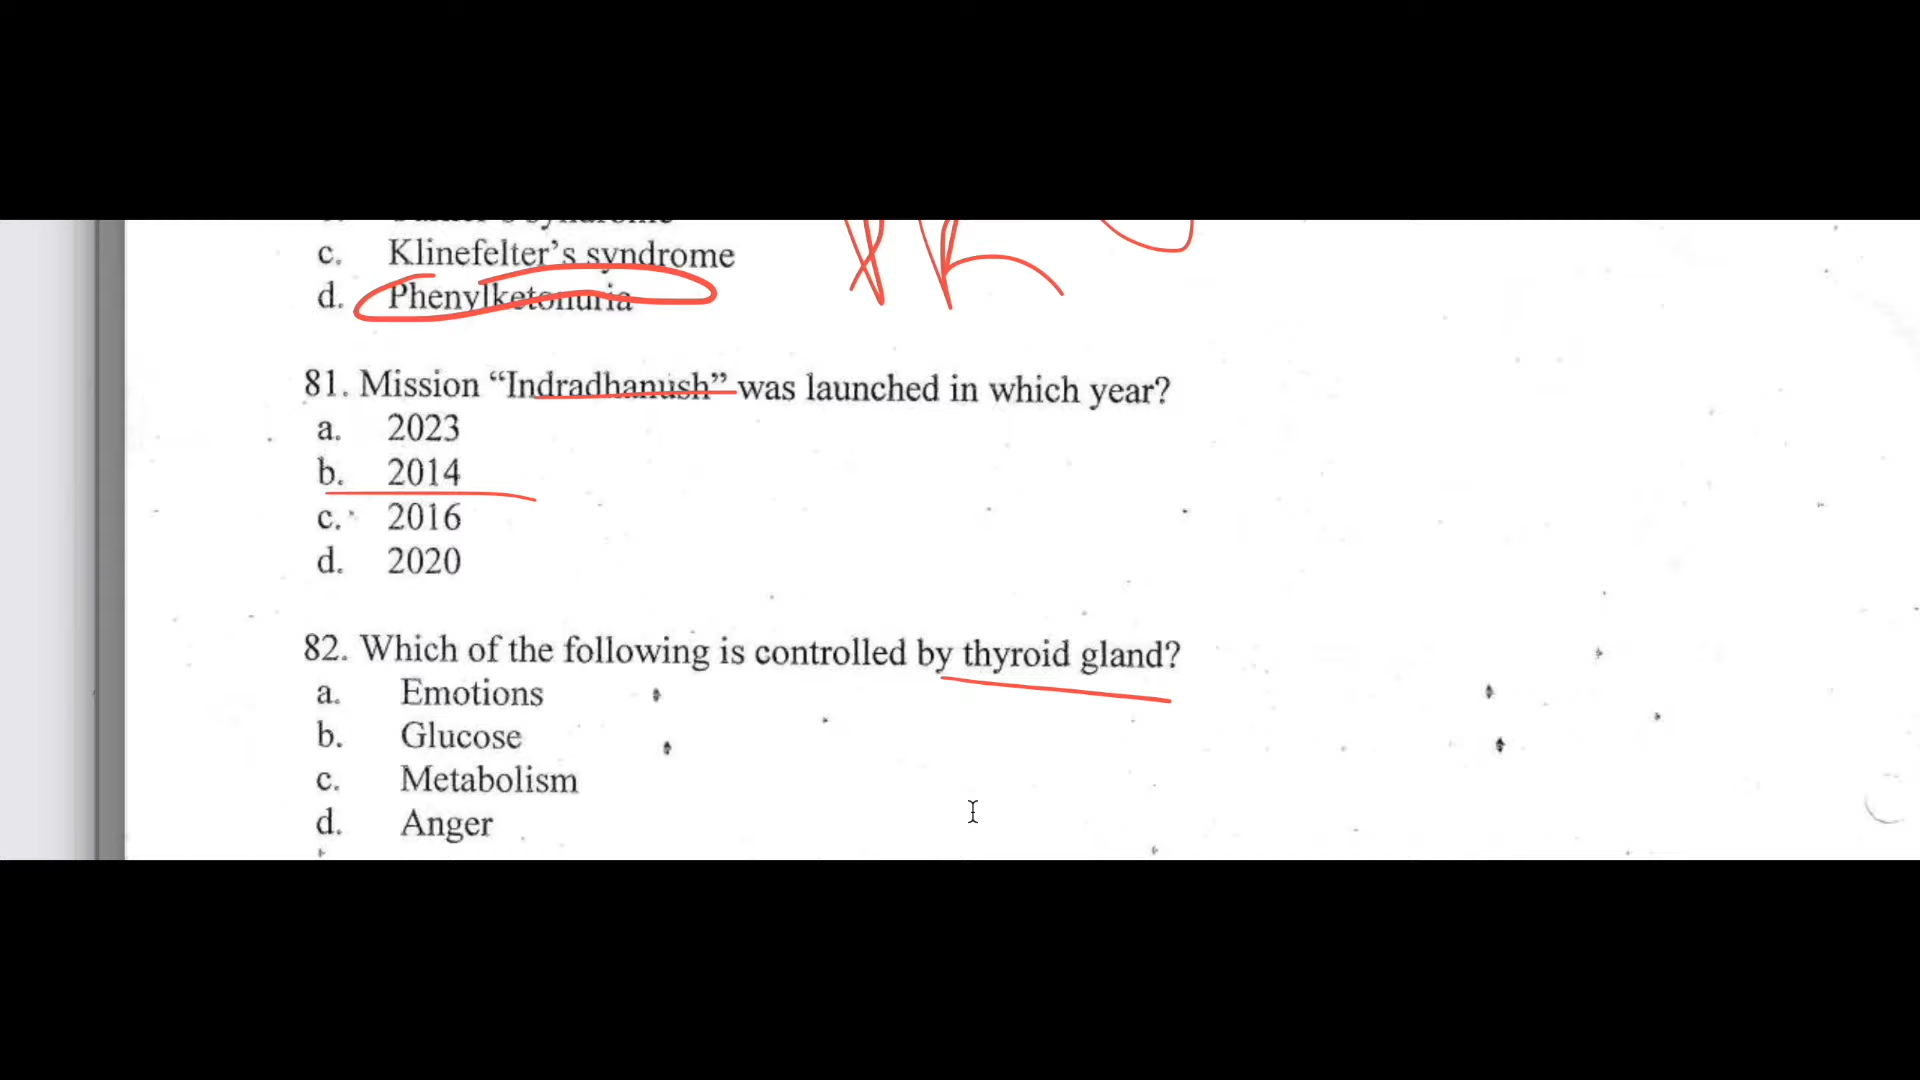 c. Klinefelter's syndrome
d. Phenylketonuria
81. Mission “Indradhanush” was launched in which year?
a. 2023
b. 2014
c. 2016
d. 2020
82. Which of the following is controlled by thyroid gland?
a. Emotions
b. Glucose
c. Metabolism
d. Anger